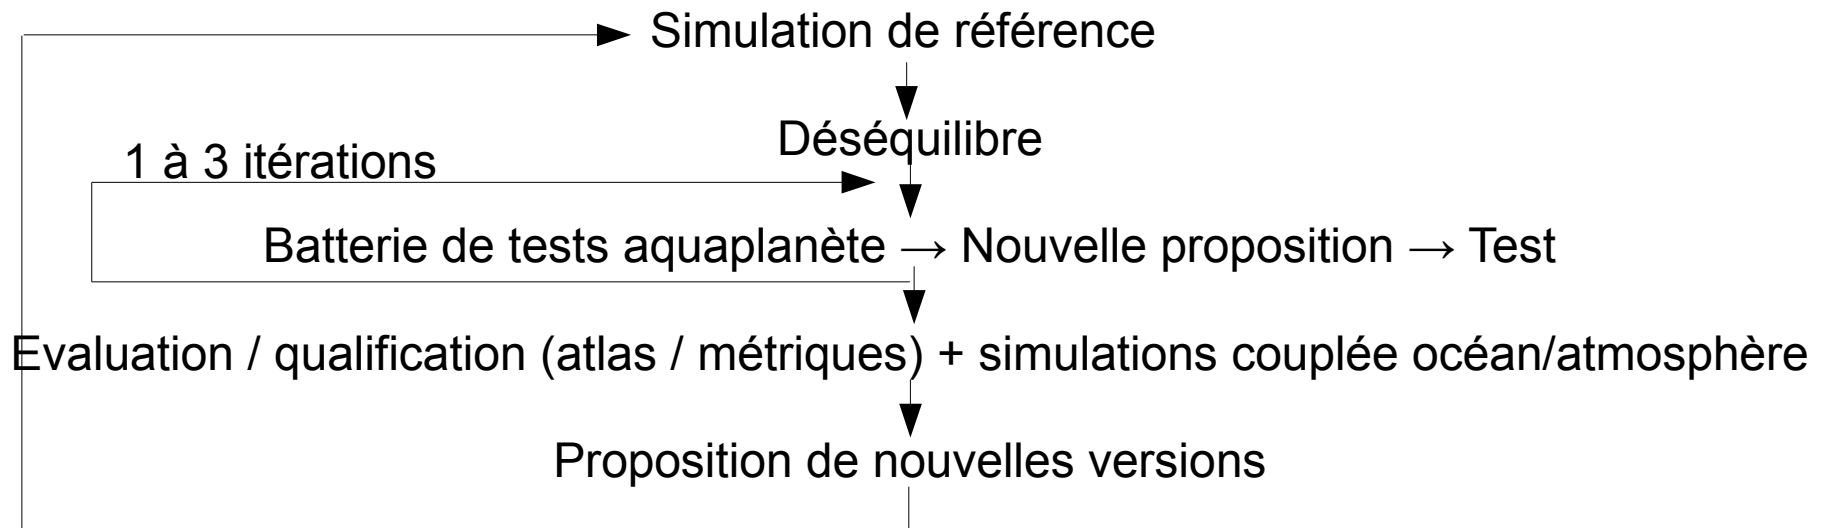 Simulation de référence
Déséquilibre
1 à 3 itérations
Batterie de tests aquaplanète → Nouvelle proposition → Test
Evaluation / qualification (atlas / métriques) + simulations couplée océan/atmosphère
Proposition de nouvelles versions